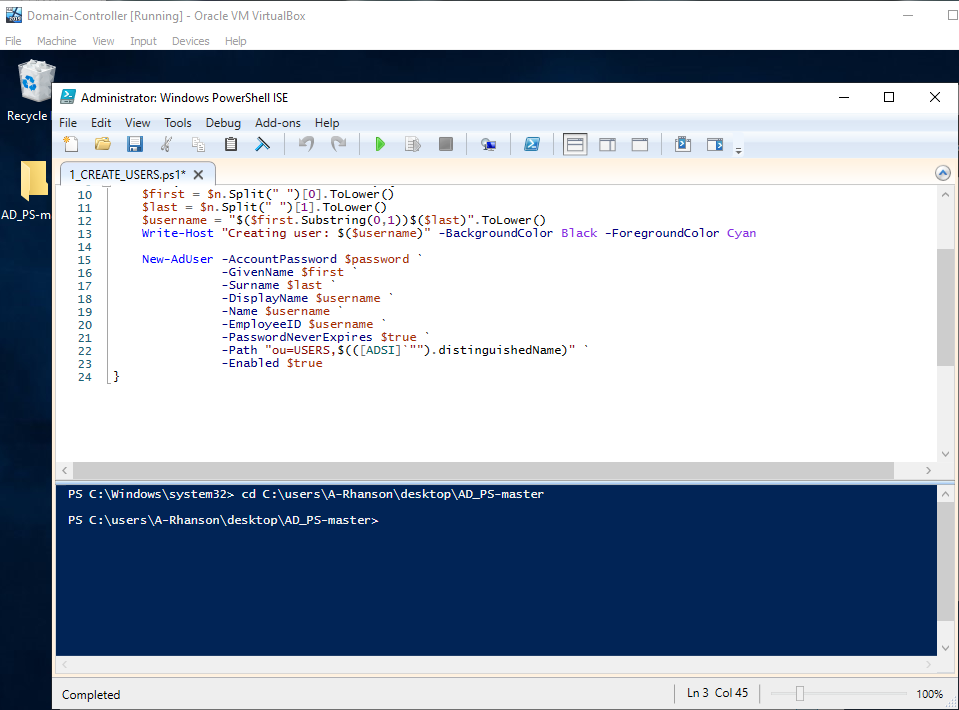 Domain-Controller [Running] - Oracle VM VirtualBox
File Machine View Input Devices Help
Recycle
AD_PS-m
Administrator: Windows PowerShell ISE
File Edit View Tools Debug Add-ons Help
1_CREATE_USERS.ps1* X
10 $first = $n.Split(" ")[0].ToLower()
11 $last = $n.Split(" ")[1].ToLower()
12 $username = "$($first.Substring(0,1))$($last)".ToLower()
13 Write-Host "Creating user: $($username)" -BackgroundColor Black -ForegroundColor Cyan
14
15 New-AdUser -AccountPassword $password `
16 -GivenName $first `
17 -Surname $last `
18 -DisplayName $username `
19 -Name $username `
20 -EmployeeID $username `
21 -PasswordNeverExpires $true `
22 -Path "ou=USERS,$(([ADSI]`"").distinguishedName)" `
23 -Enabled $true
24 }
PS C:\Windows\system32> cd C:\users\A-Rhanson\desktop\AD_PS-master
PS C:\users\A-Rhanson\desktop\AD_PS-master>
Completed
Ln 3 Col 45
100%